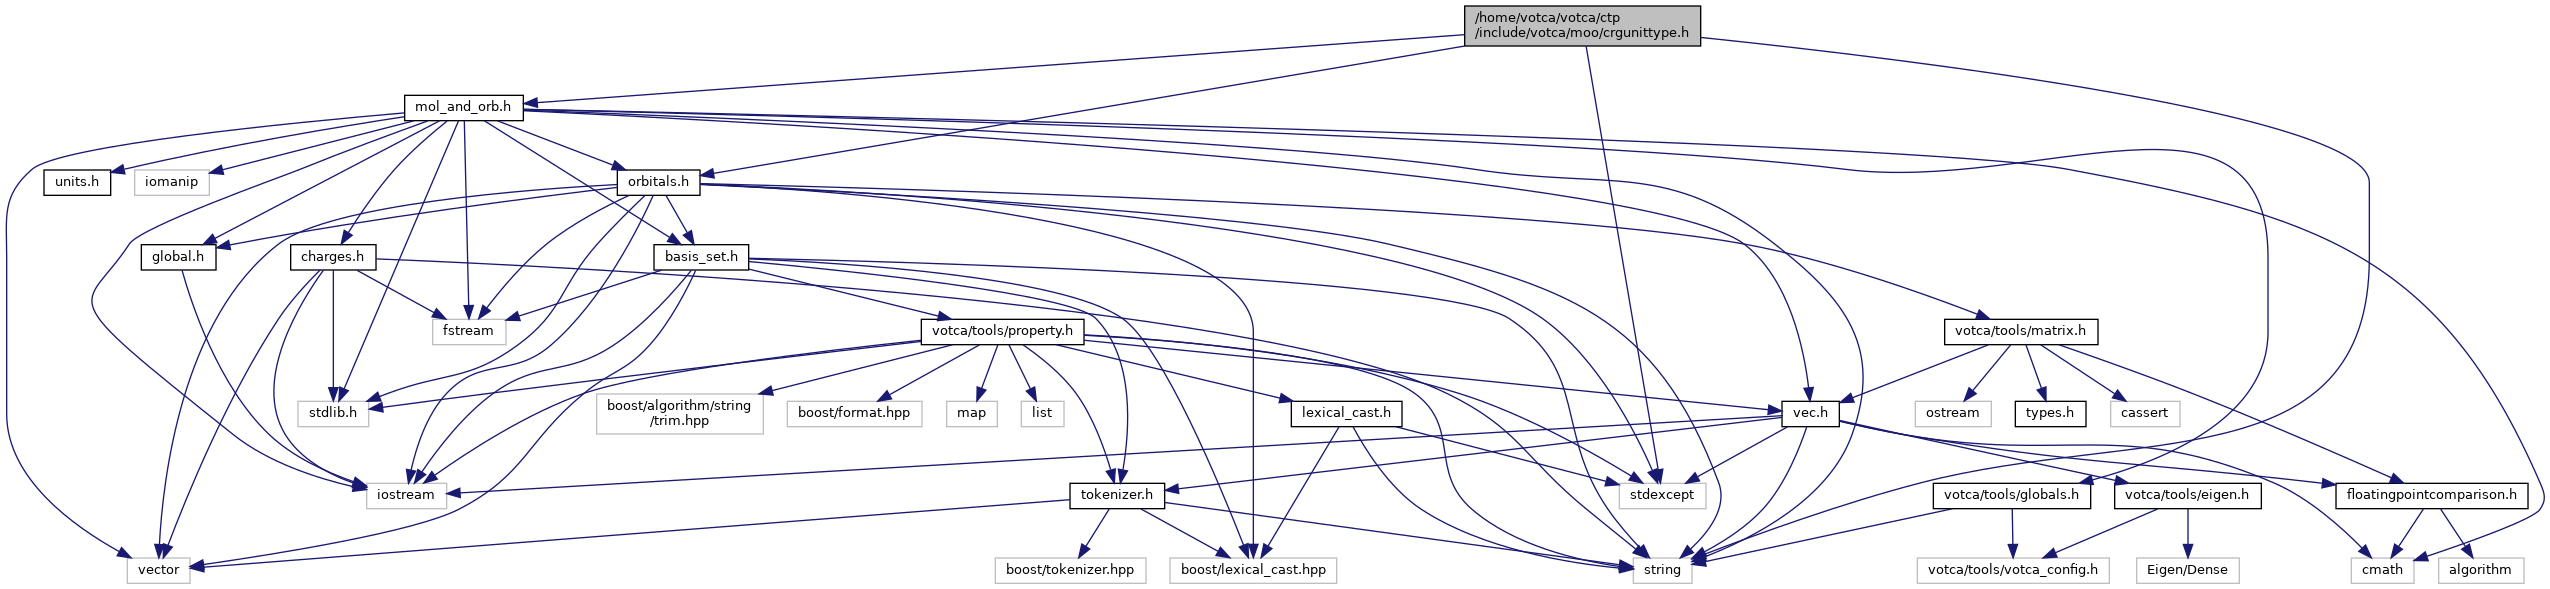 /home/votca/votca/ctp
/include/votca/moo/crgunittype.h
mol_and_orb.h
units.h
iomanip
orbitals.h
global.h
charges.h
basis_set.h
fstream
votca/tools/property.h
votca/tools/matrix.h
stdlib.h
boost/algorithm/string
/trim.hpp
boost/format.hpp
map
list
lexical_cast.h
vec.h
ostream
types.h
cassert
iostream
tokenizer.h
stdexcept
votca/tools/globals.h
votca/tools/eigen.h
floatingpointcomparison.h
vector
boost/tokenizer.hpp
boost/lexical_cast.hpp
string
votca/tools/votca_config.h
Eigen/Dense
cmath
algorithm